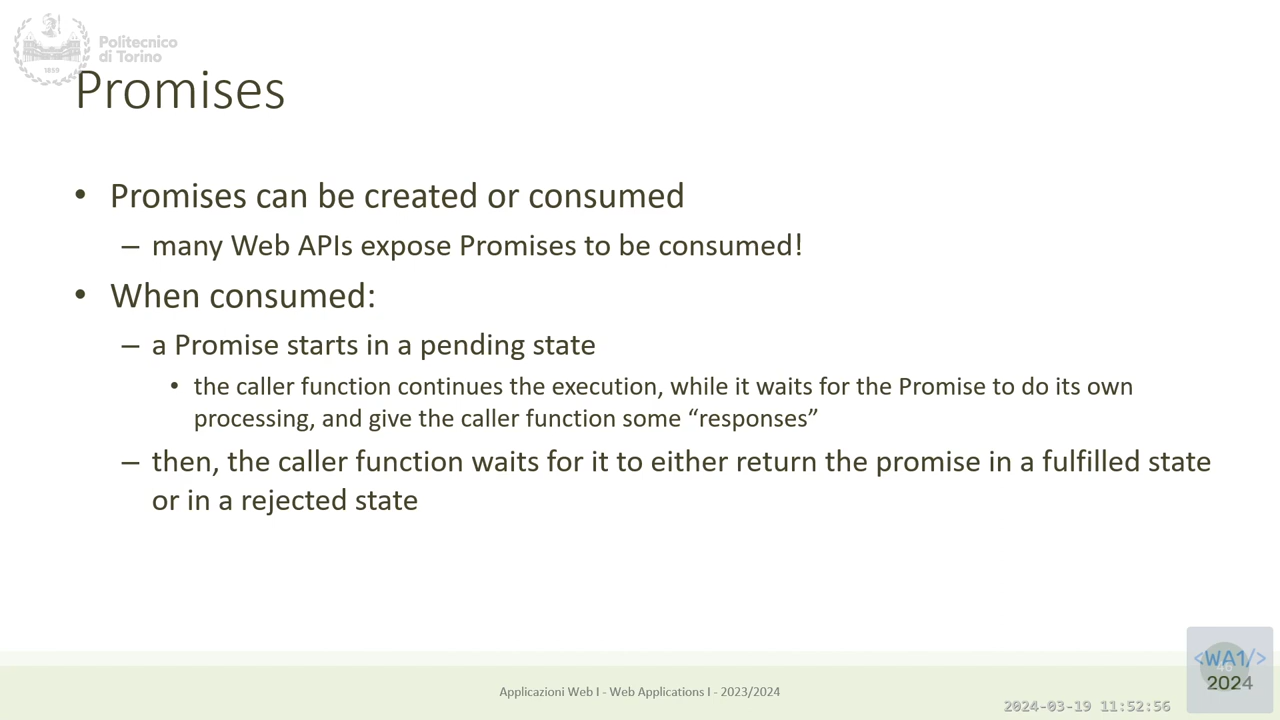 Politecnico
di Torino
1859
Promises
• Promises can be created or consumed
– many Web APIs expose Promises to be consumed!
• When consumed:
– a Promise starts in a pending state
• the caller function continues the execution, while it waits for the Promise to do its own
processing, and give the caller function some “responses”
– then, the caller function waits for it to either return the promise in a fulfilled state
or in a rejected state
Applicazioni Web I - Web Applications I - 2023/2024
2024-03-19 11:52:56
<WA1/>
2024